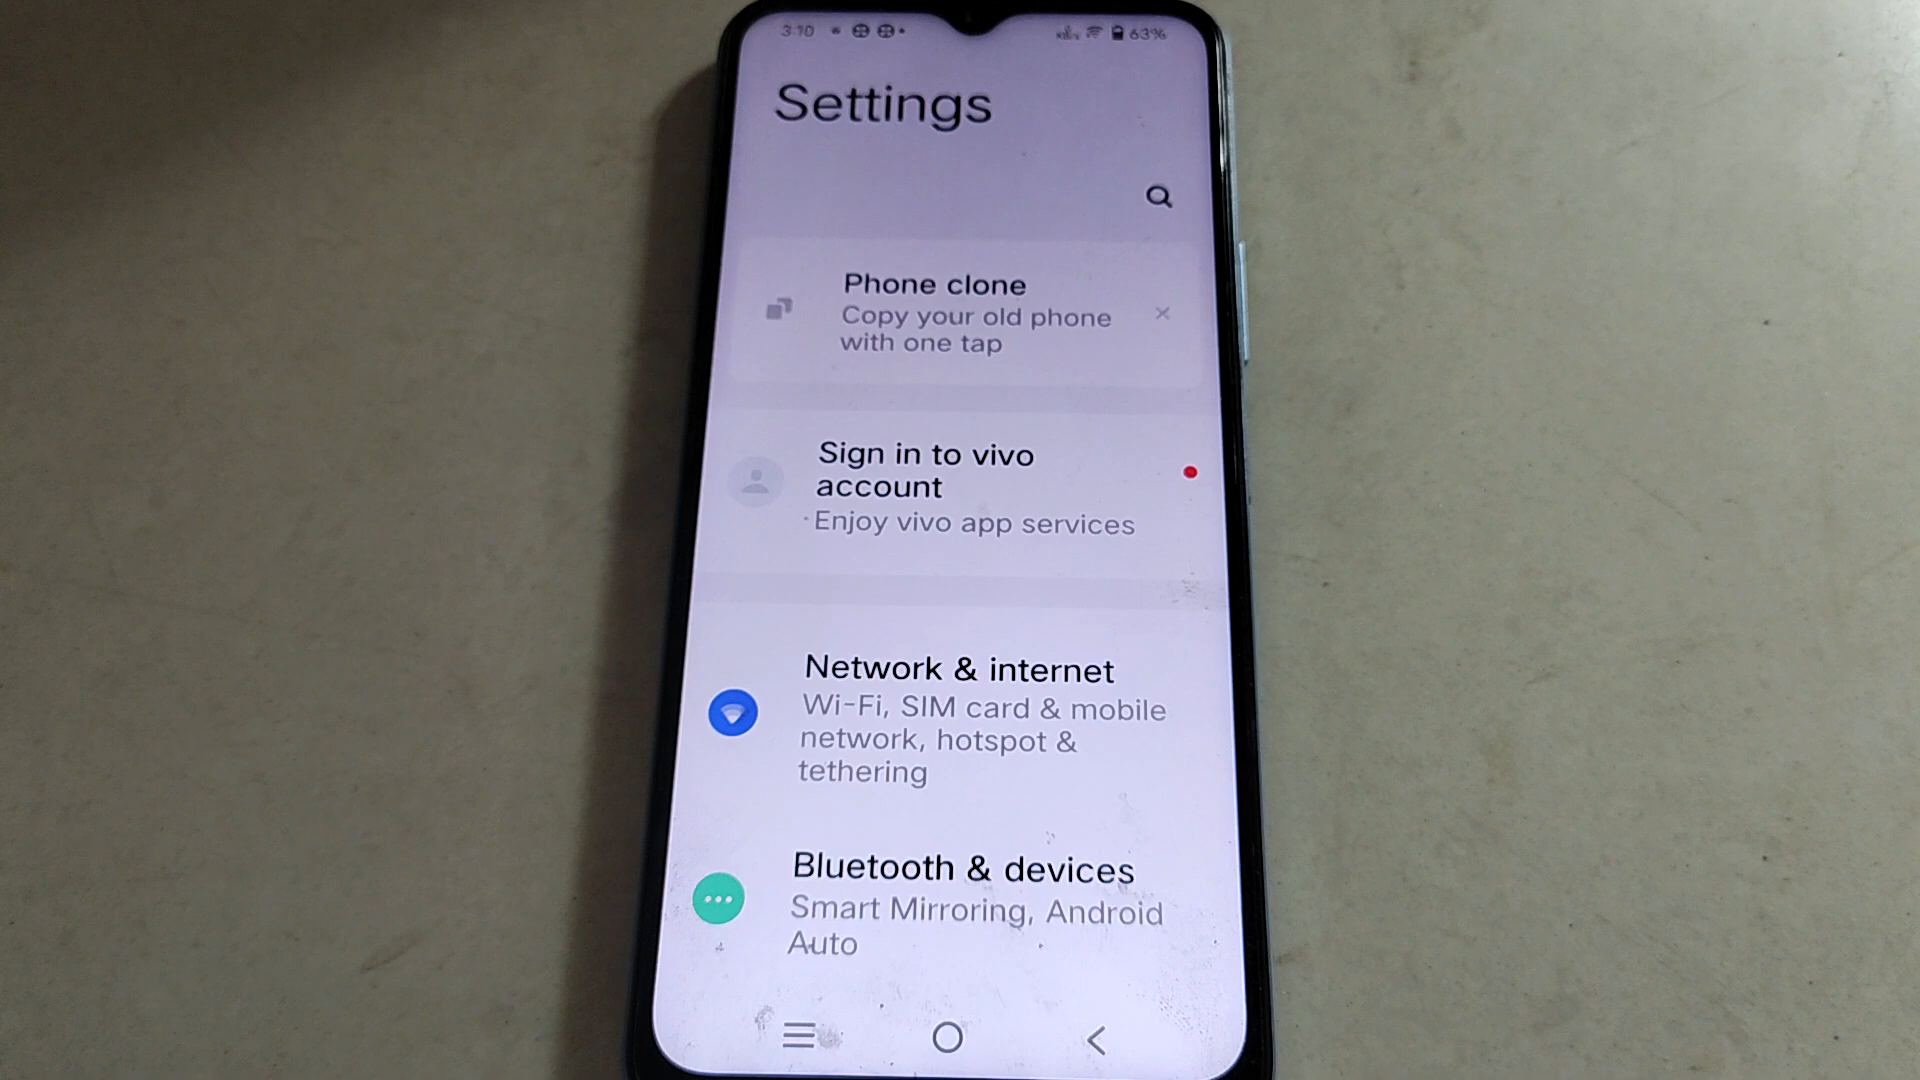 3:10
63%
Settings
Phone clone
Copy your old phone
with one tap
Sign in to vivo
account
Enjoy vivo app services
Network & internet
Wi-Fi, SIM card & mobile
network, hotspot &
tethering
Bluetooth & devices
Smart Mirroring, Android
Auto